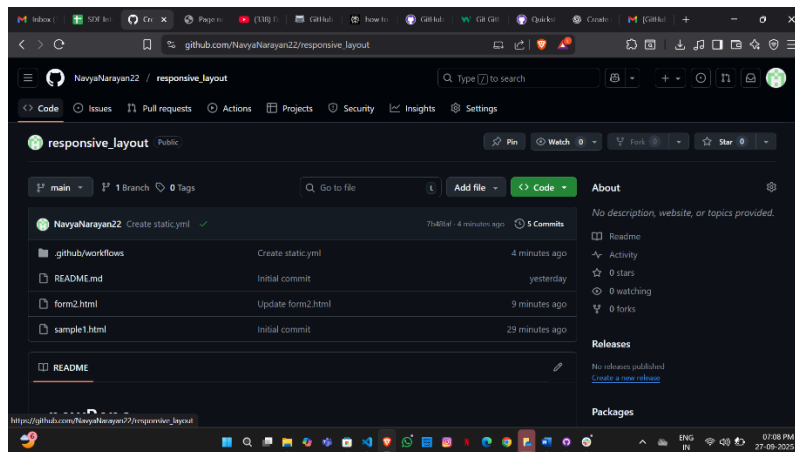 Inbox (
SDF Int
Cre
Page n
(138) T
GitHub
how to
GitHub
Git Git
Quickst
Create
[GitHub
github.com/NavyaNarayan22/responsive_layout
NavyaNarayan22 / responsive_layout
Q Type / to search
Code Issues Pull requests Actions Projects Security Insights Settings
responsive_layout Public
Pin Watch 0 Fork 0 Star 0
main 1 Branch 0 Tags Go to file t Add file Code
About
No description, website, or topics provided.
NavyaNarayan22 Create static.yml 4 minutes ago 5 Commits
.github/workflows Create static.yml 4 minutes ago
README.md Initial commit yesterday
form2.html Update form2.html 9 minutes ago
sample1.html Initial commit 29 minutes ago
Readme
Activity
0 stars
0 watching
0 forks
Releases
No releases published
Create a new release
README
Packages
https://github.com/NavyaNarayan22/responsive_layout
6
ENG
IN
07:08 PM
27-09-2025